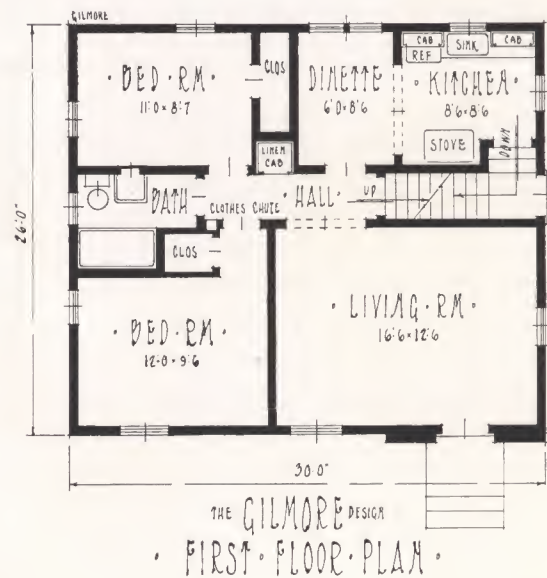 GILMORE
BED·RM
11'0×8'7
CLOS
DINETTE
6'0×8'6
CAB
SINK
CAB
REF
·KITCHEN·
8'6×8'6
STOVE
DOWN
LINEN
CAB
BATH
CLOTHES CHUTE
·HALL·
UP
CLOS
26'0"
·BED·RM·
12'0×9'6
·LIVING·RM·
16'6×12'6
30'0"
THE GILMORE DESIGN
·FIRST·FLOOR·PLAN·